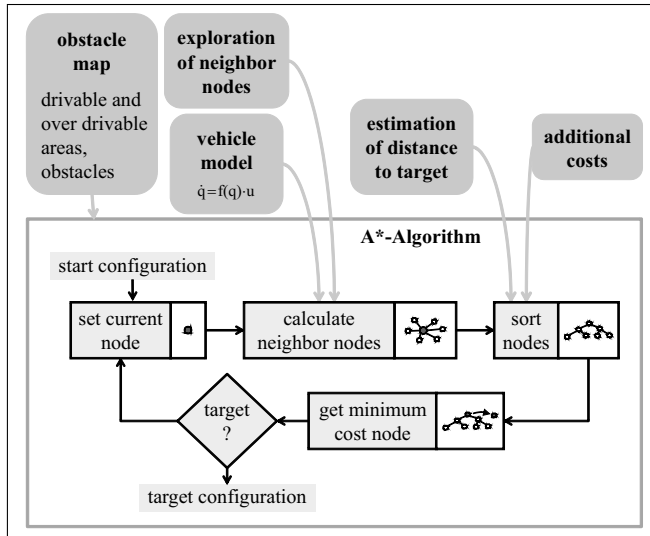 obstacle
map
drivable and
over drivable
areas,
obstacles
exploration
of neighbor
nodes
vehicle
model
q̇=f(q)·u
estimation
of distance
to target
additional
costs
A*-Algorithm
start configuration
set current
node
calculate
neighbor nodes
sort
nodes
target
?
get minimum
cost node
target configuration